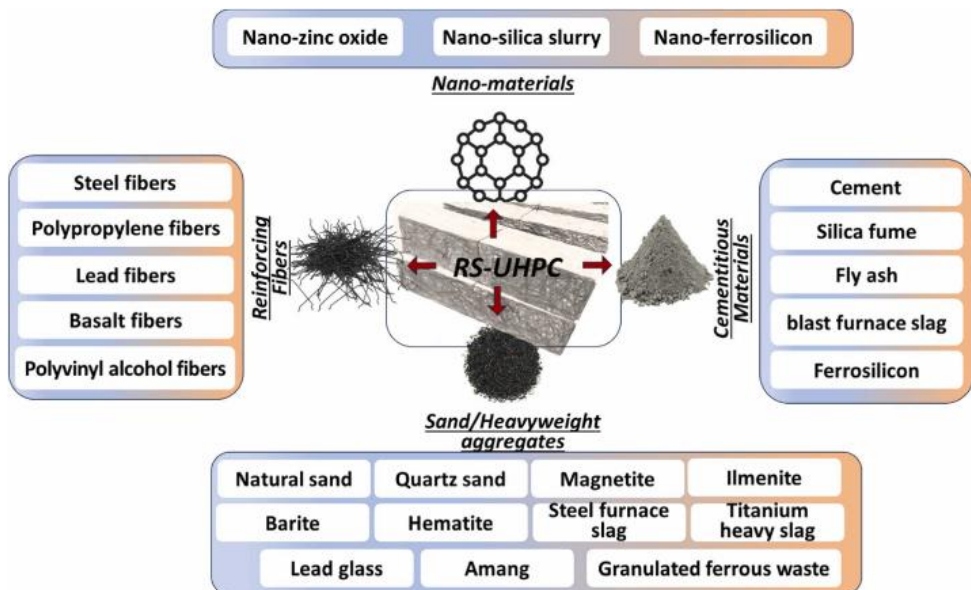 Nano-zinc oxide
Nano-silica slurry
Nano-ferrosilicon
Nano-materials
Steel fibers
Polypropylene fibers
Lead fibers
Basalt fibers
Polyvinyl alcohol fibers
Reinforcing
Fibers
RS-UHPC
Cementitious
Materials
Cement
Silica fume
Fly ash
blast furnace slag
Ferrosilicon
Sand/Heavyweight
aggregates
Natural sand
Quartz sand
Magnetite
Ilmenite
Barite
Hematite
Steel furnace
slag
Titanium
heavy slag
Lead glass
Amang
Granulated ferrous waste